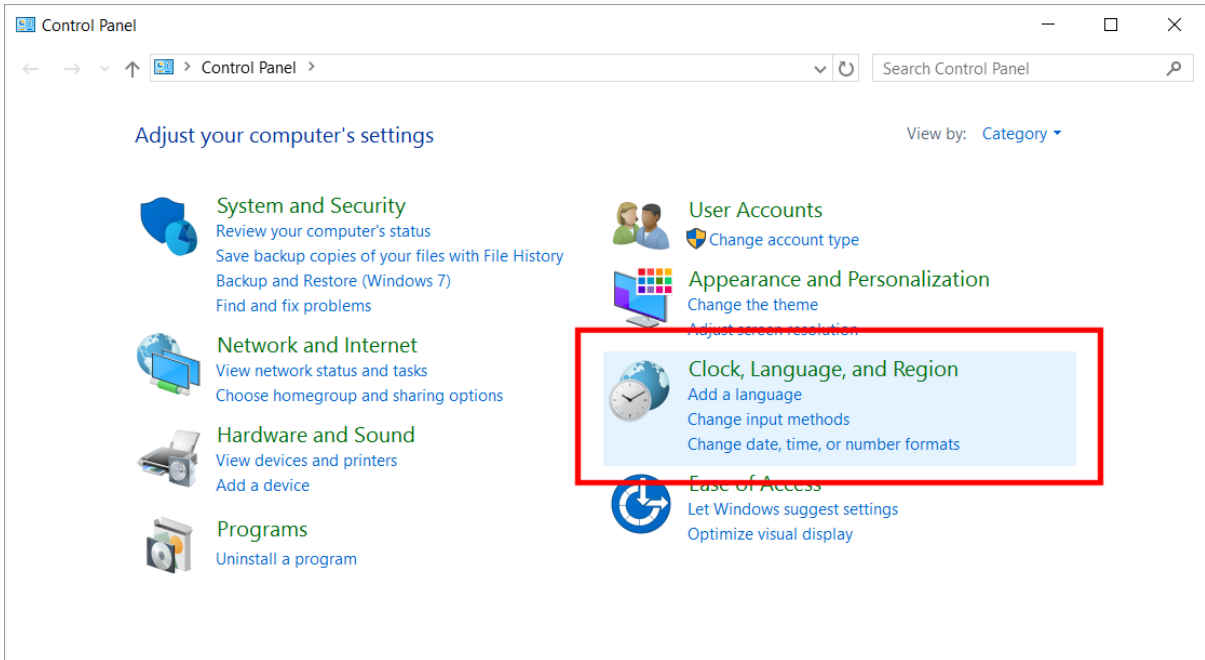 Control Panel
Control Panel
Search Control Panel
Adjust your computer's settings
View by: Category
System and Security
Review your computer's status
Save backup copies of your files with File History
Backup and Restore (Windows 7)
Find and fix problems
Network and Internet
View network status and tasks
Choose homegroup and sharing options
Hardware and Sound
View devices and printers
Add a device
Programs
Uninstall a program
User Accounts
Change account type
Appearance and Personalization
Change the theme
Adjust screen resolution
Clock, Language, and Region
Add a language
Change input methods
Change date, time, or number formats
Ease of Access
Let Windows suggest settings
Optimize visual display